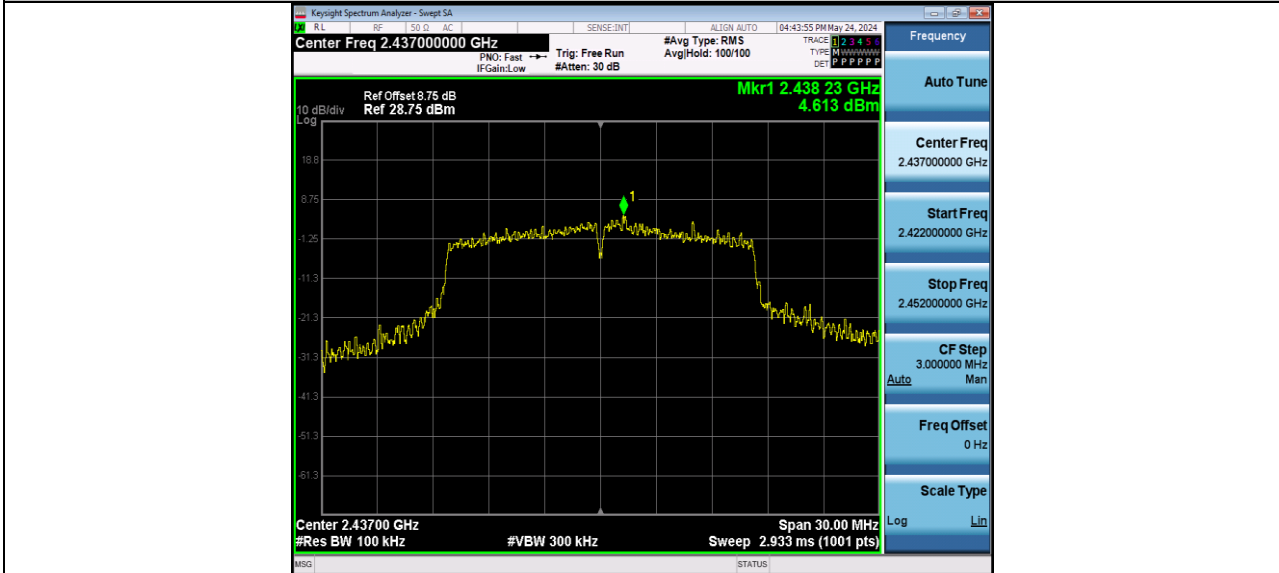 Keysight Spectrum Analyzer - Swept SA
RL RF 50 Ω AC SENSE:INT ALIGN AUTO 04:43:55 PM May 24, 2024
Center Freq 2.437000000 GHz
PNO: Fast
IFGain:Low
Trig: Free Run
#Atten: 30 dB
#Avg Type: RMS
Avg|Hold: 100/100
TRACE 1 2 3 4 5 6
TYPE M WWWWW
DET P P P P P P
Ref Offset 8.75 dB
10 dB/div Ref 28.75 dBm
Log
Mkr1 2.438 23 GHz
4.613 dBm
18.8
8.75
-1.25
-11.3
-21.3
-31.3
-41.3
-51.3
-61.3
1
Center 2.43700 GHz Span 30.00 MHz
#Res BW 100 kHz #VBW 300 kHz Sweep 2.933 ms (1001 pts)
MSG STATUS
Frequency
Auto Tune
Center Freq
2.437000000 GHz
Start Freq
2.422000000 GHz
Stop Freq
2.452000000 GHz
CF Step
3.000000 MHz
Auto Man
Freq Offset
0 Hz
Scale Type
Log Lin